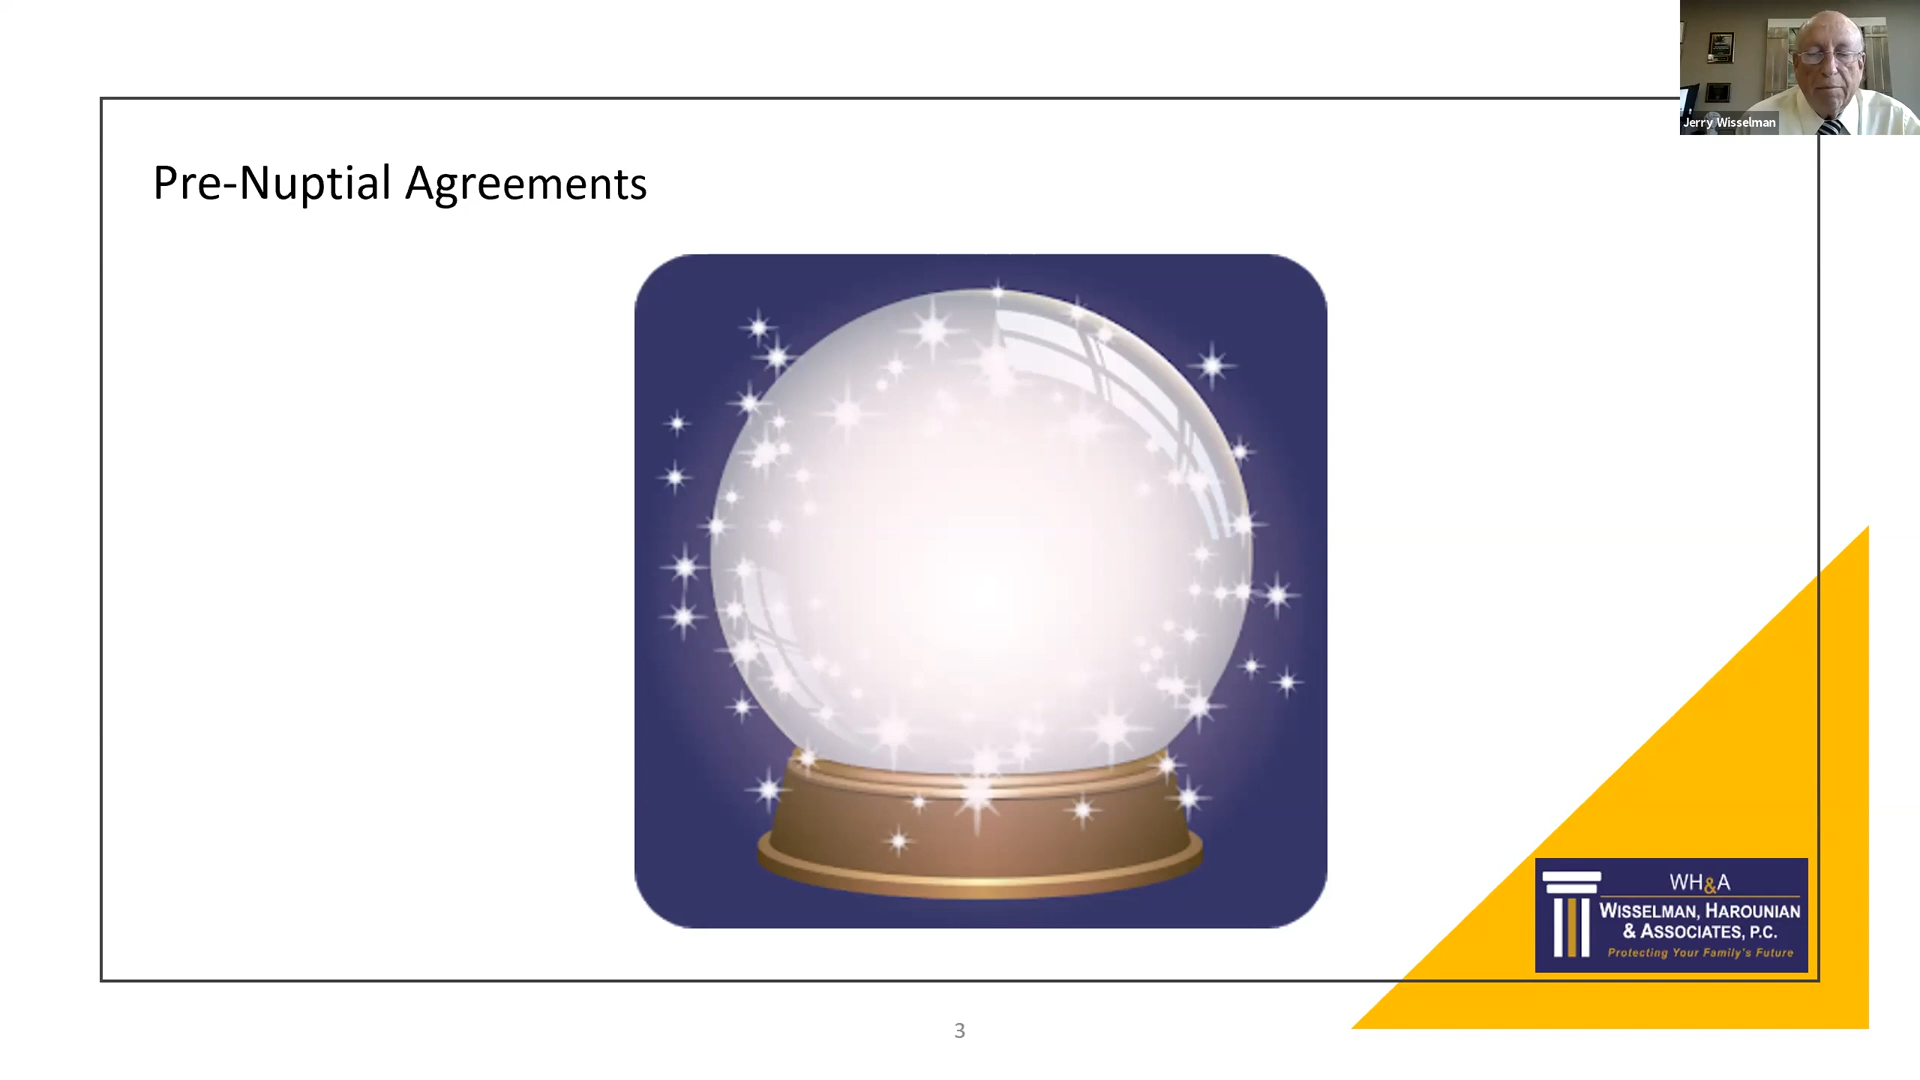 Jerry Wisselman
Pre-Nuptial Agreements
WH&A
WISSELMAN, HAROUNIAN
& ASSOCIATES, P.C.
Protecting Your Family's Future
3